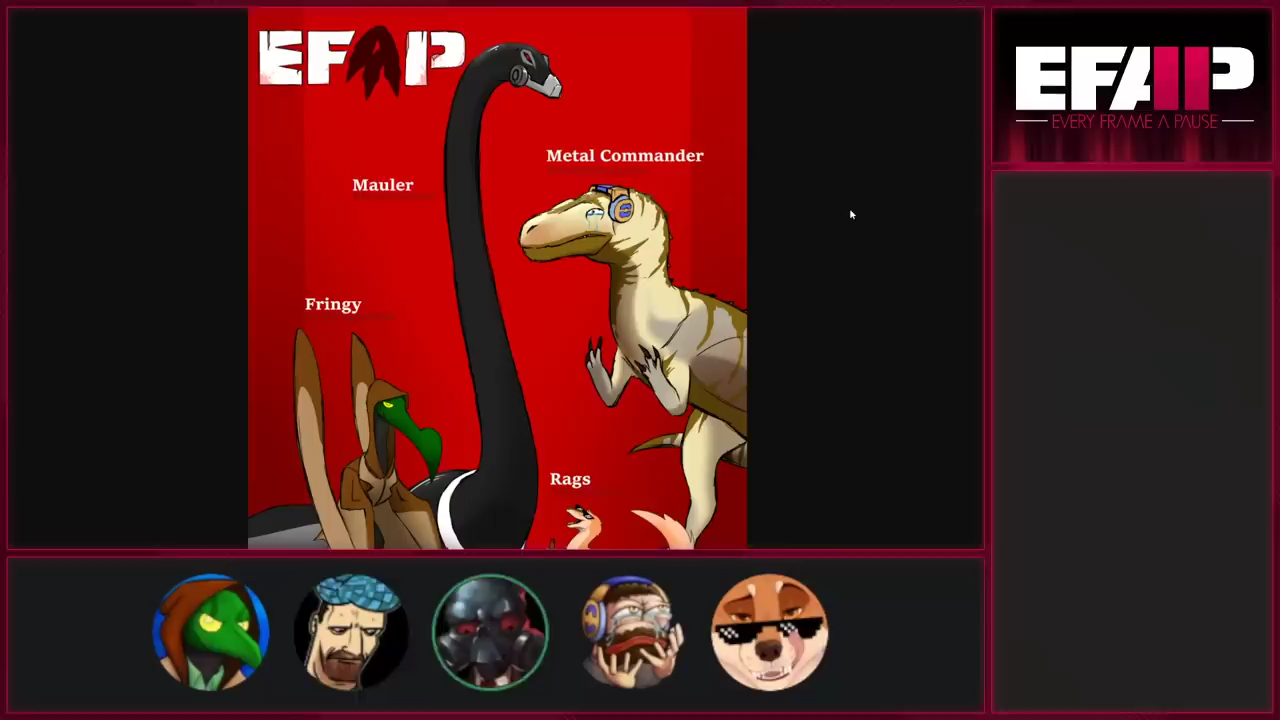 EFAP
Metal Commander
Mauler
Fringy
Rags
EFAP
EVERY FRAME A PAUSE